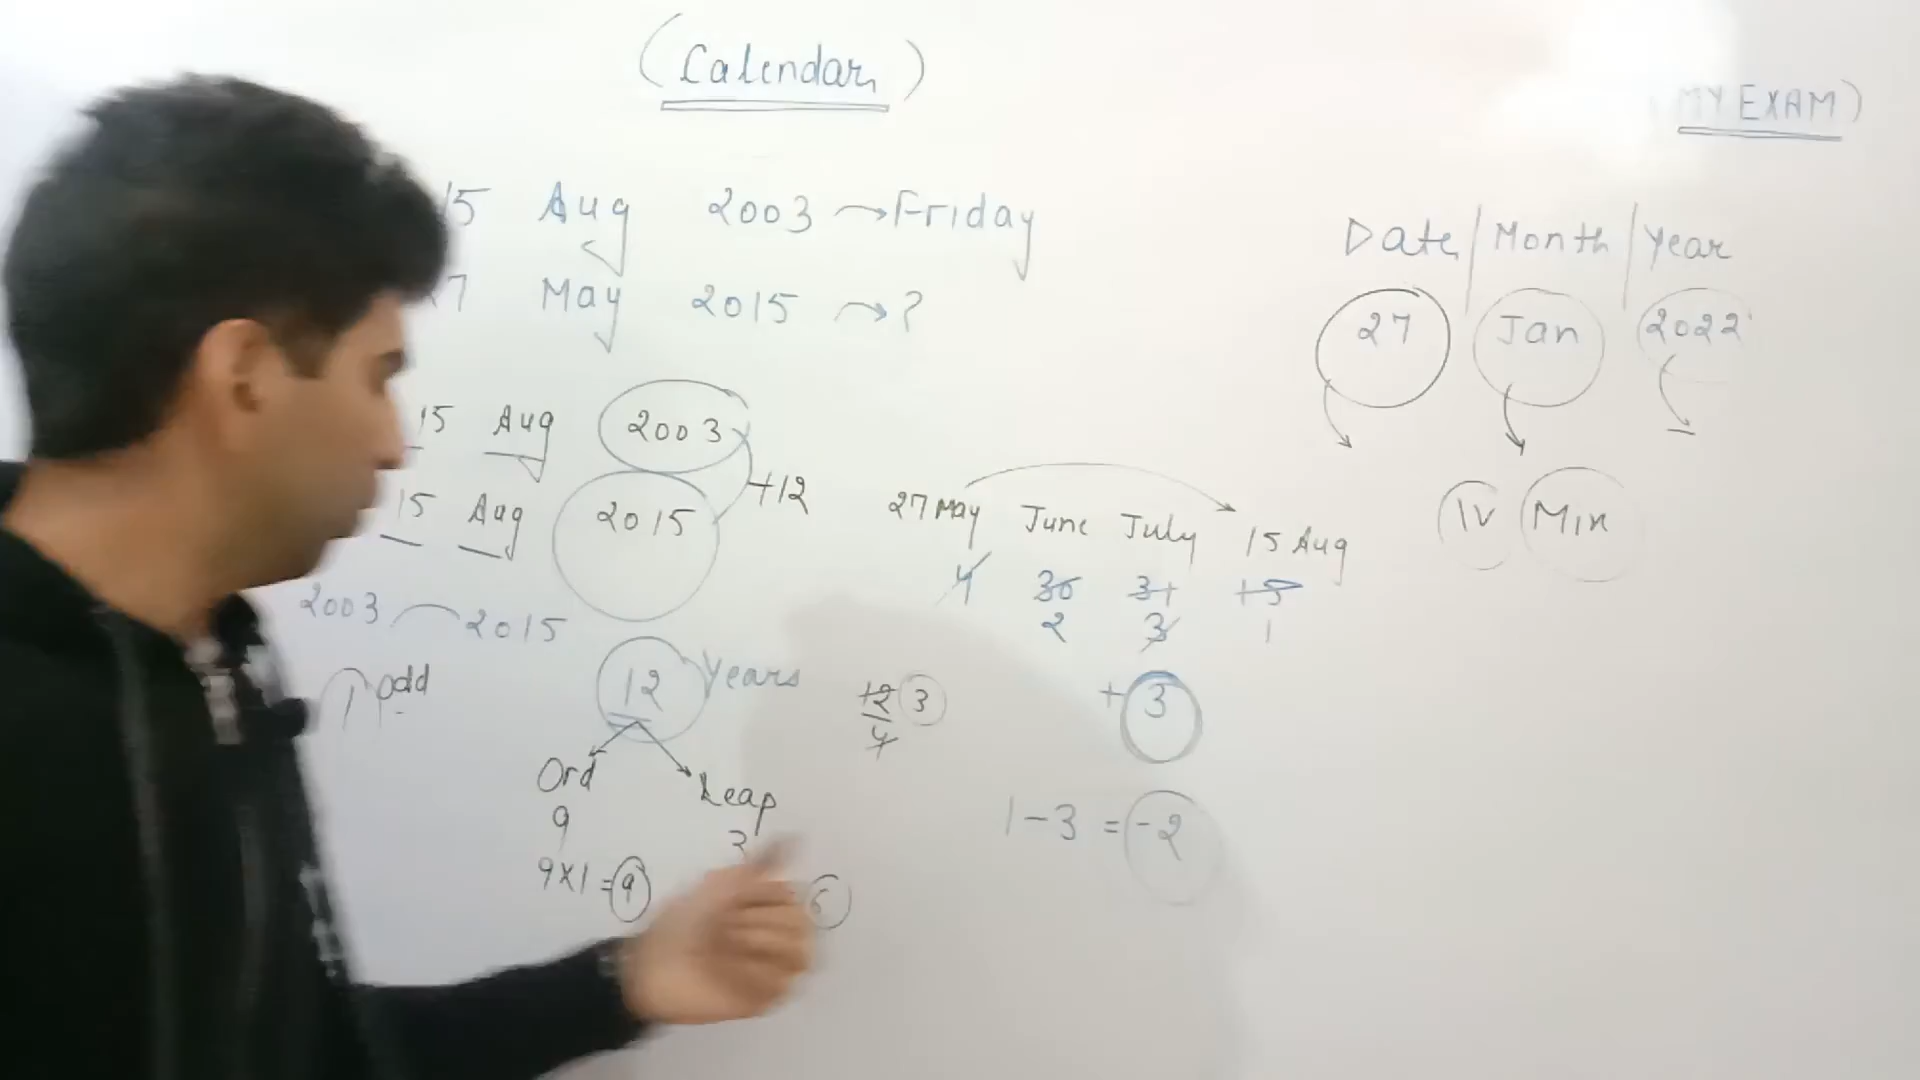 (Calendar)
MY EXAM)
15 Aug 2003 → Friday
27 May 2015 → ?
Date / Month / Year
27 Jan 2022
15 Aug 2003
+12
15 Aug 2015
27 May June July 15 Aug
4 30 31 +5
2 3 1
Min
2003 2015
1 odd
12 Years
12 3
4
+ 3
Ord Leap
9 3
9x1 = 9 6
1 - 3 = -2